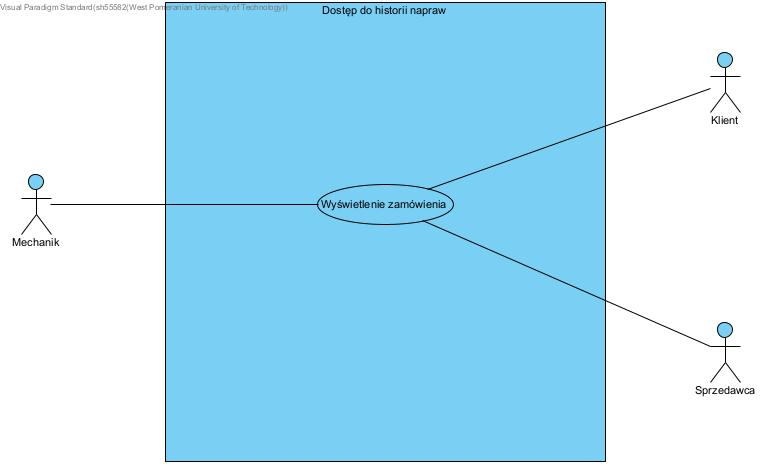 Visual Paradigm Standard(sh55582(West Pomeranian University of Technology))
Dostęp do historii napraw
Klient
Wyświetlenie zamówienia
Mechanik
Sprzedawca